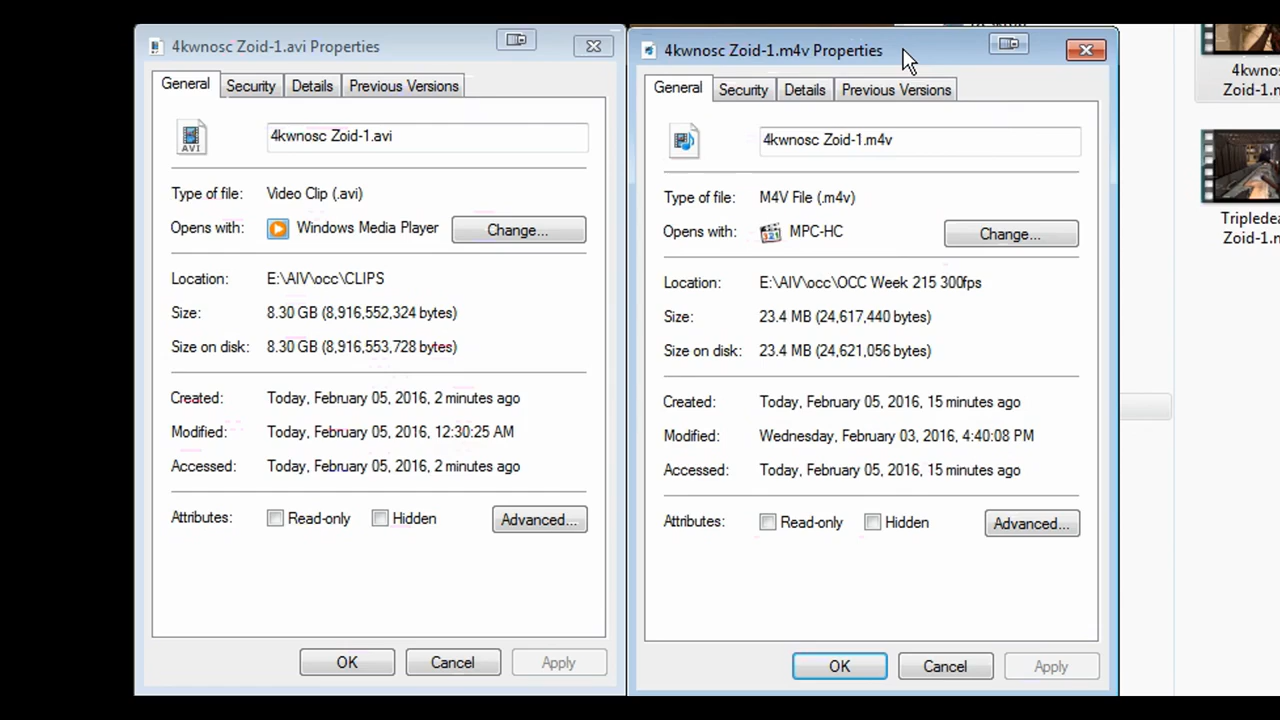 4kwnosc Zoid-1.avi Properties
General
Security
Details
Previous Versions
AVI
4kwnosc Zoid-1.avi
Type of file:
Video Clip (.avi)
Opens with:
Windows Media Player
Change...
Location:
E:\AIV\occ\CLIPS
Size:
8.30 GB (8,916,552,324 bytes)
Size on disk:
8.30 GB (8,916,553,728 bytes)
Created:
Today, February 05, 2016, 2 minutes ago
Modified:
Today, February 05, 2016, 12:30:25 AM
Accessed:
Today, February 05, 2016, 2 minutes ago
Attributes:
Read-only
Hidden
Advanced...
OK
Cancel
Apply
4kwnosc Zoid-1.m4v Properties
General
Security
Details
Previous Versions
4kwnosc Zoid-1.m4v
Type of file:
M4V File (.m4v)
Opens with:
321
MPC-HC
Change...
Location:
E:\AIV\occ\OCC Week 215 300fps
Size:
23.4 MB (24,617,440 bytes)
Size on disk:
23.4 MB (24,621,056 bytes)
Created:
Today, February 05, 2016, 15 minutes ago
Modified:
Wednesday, February 03, 2016, 4:40:08 PM
Accessed:
Today, February 05, 2016, 15 minutes ago
Attributes:
Read-only
Hidden
Advanced...
OK
Cancel
Apply
4kwnos
Zoid-1.n
Tripledea
Zoid-1.m